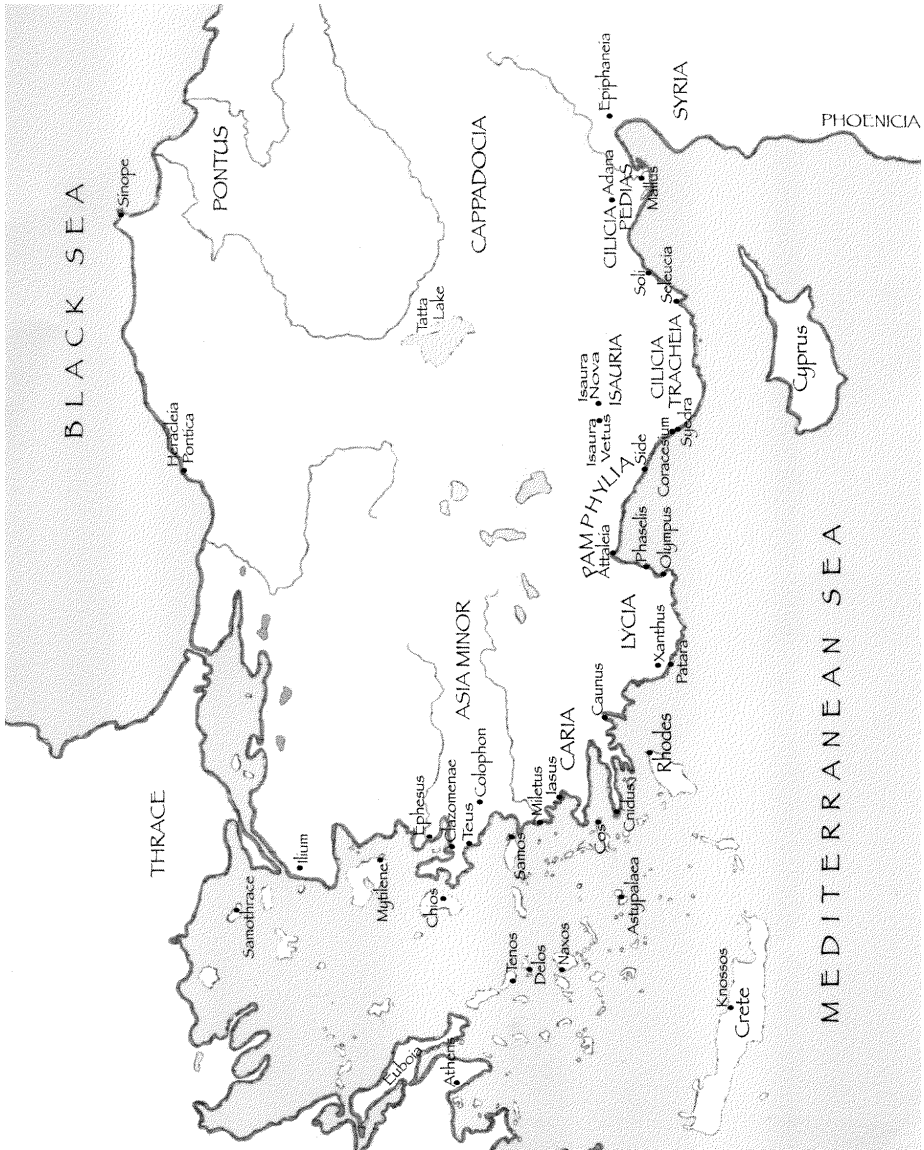 BLACK SEA
Sinope
PONTUS
Heracleia
Pontica
THRACE
Samothrace
Ilium
Mytilene
Chios
Ephesus
Clazomenae
Teus
Colophon
ASIA MINOR
Tatta
Lake
CAPPADOCIA
Euboia
Athens
Tenos
Delos
Naxos
Samos
Miletus
Iasus
CARIA
Cos
Cnidus
Caunus
Astypalaea
Rhodes
LYCIA
Xanthus
Patara
PAMPHYLIA
Attaleia
Phaselis
Olympus
Side
Coracesium
Syedra
Isaura
Vetus
Isaura
Nova
ISAURIA
CILICIA
TRACHEIA
Seleucia
Soli
CILICIA
PEDIAS
Adana
Mallus
Epiphaneia
SYRIA
PHOENICIA
Cyprus
Knossos
Crete
MEDITERRANEAN SEA